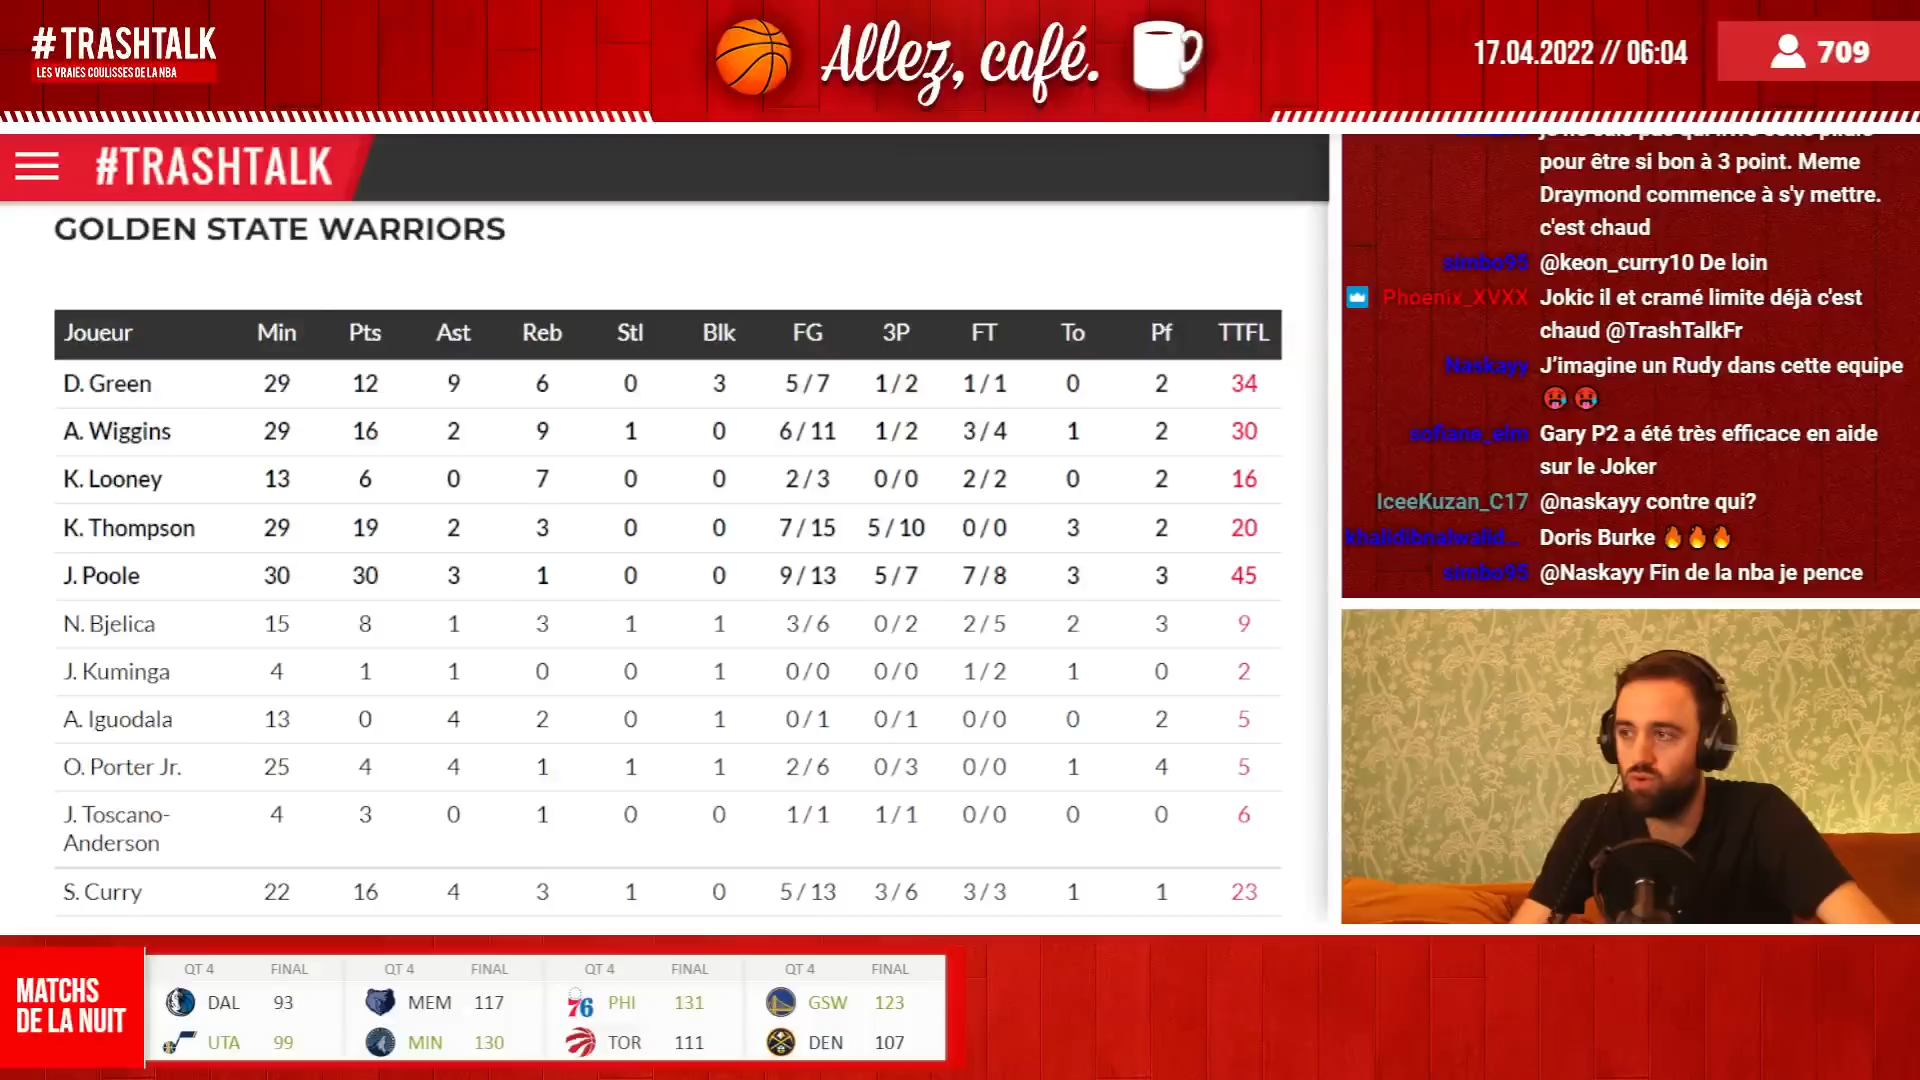 #TRASHTALK
LES VRAIES COULISSES DE LA NBA
Allez, café.
17.04.2022 // 06:04
709
#TRASHTALK
GOLDEN STATE WARRIORS
Joueur Min Pts Ast Reb Stl Blk FG 3P FT To Pf TTFL
D. Green 29 12 9 6 0 3 5/7 1/2 1/1 0 2 34
A. Wiggins 29 16 2 9 1 0 6/11 1/2 3/4 1 2 30
K. Looney 13 6 0 7 0 0 2/3 0/0 2/2 0 2 16
K. Thompson 29 19 2 3 0 0 7/15 5/10 0/0 3 2 20
J. Poole 30 30 3 1 0 0 9/13 5/7 7/8 3 3 45
N. Bjelica 15 8 1 3 1 1 3/6 0/2 2/5 2 3 9
J. Kuminga 4 1 1 0 0 1 0/0 0/0 1/2 1 0 2
A. Iguodala 13 0 4 2 0 1 0/1 0/1 0/0 0 2 5
O. Porter Jr. 25 4 4 1 1 1 2/6 0/3 0/0 1 4 5
J. Toscano-
Anderson 4 3 0 1 0 0 1/1 1/1 0/0 0 0 6
S. Curry 22 16 4 3 1 0 5/13 3/6 3/3 1 1 23
pour être si bon à 3 point. Meme
Draymond commence à s'y mettre.
c'est chaud
simbo95 @keon_curry10 De loin
Phoenix_XVXX Jokic il et cramé limite déjà c'est
chaud @TrashTalkFr
Naskayy J'imagine un Rudy dans cette equipe
sofiane_elm Gary P2 a été très efficace en aide
sur le Joker
IceeKuzan_C17 @naskayy contre qui?
khalidibnalwalid... Doris Burke
simbo95 @Naskayy Fin de la nba je pence
MATCHS
DE LA NUIT
QT 4 FINAL
DAL 93
UTA 99
QT 4 FINAL
MEM 117
MIN 130
QT 4 FINAL
76 PHI 131
TOR 111
QT 4 FINAL
GSW 123
DEN 107